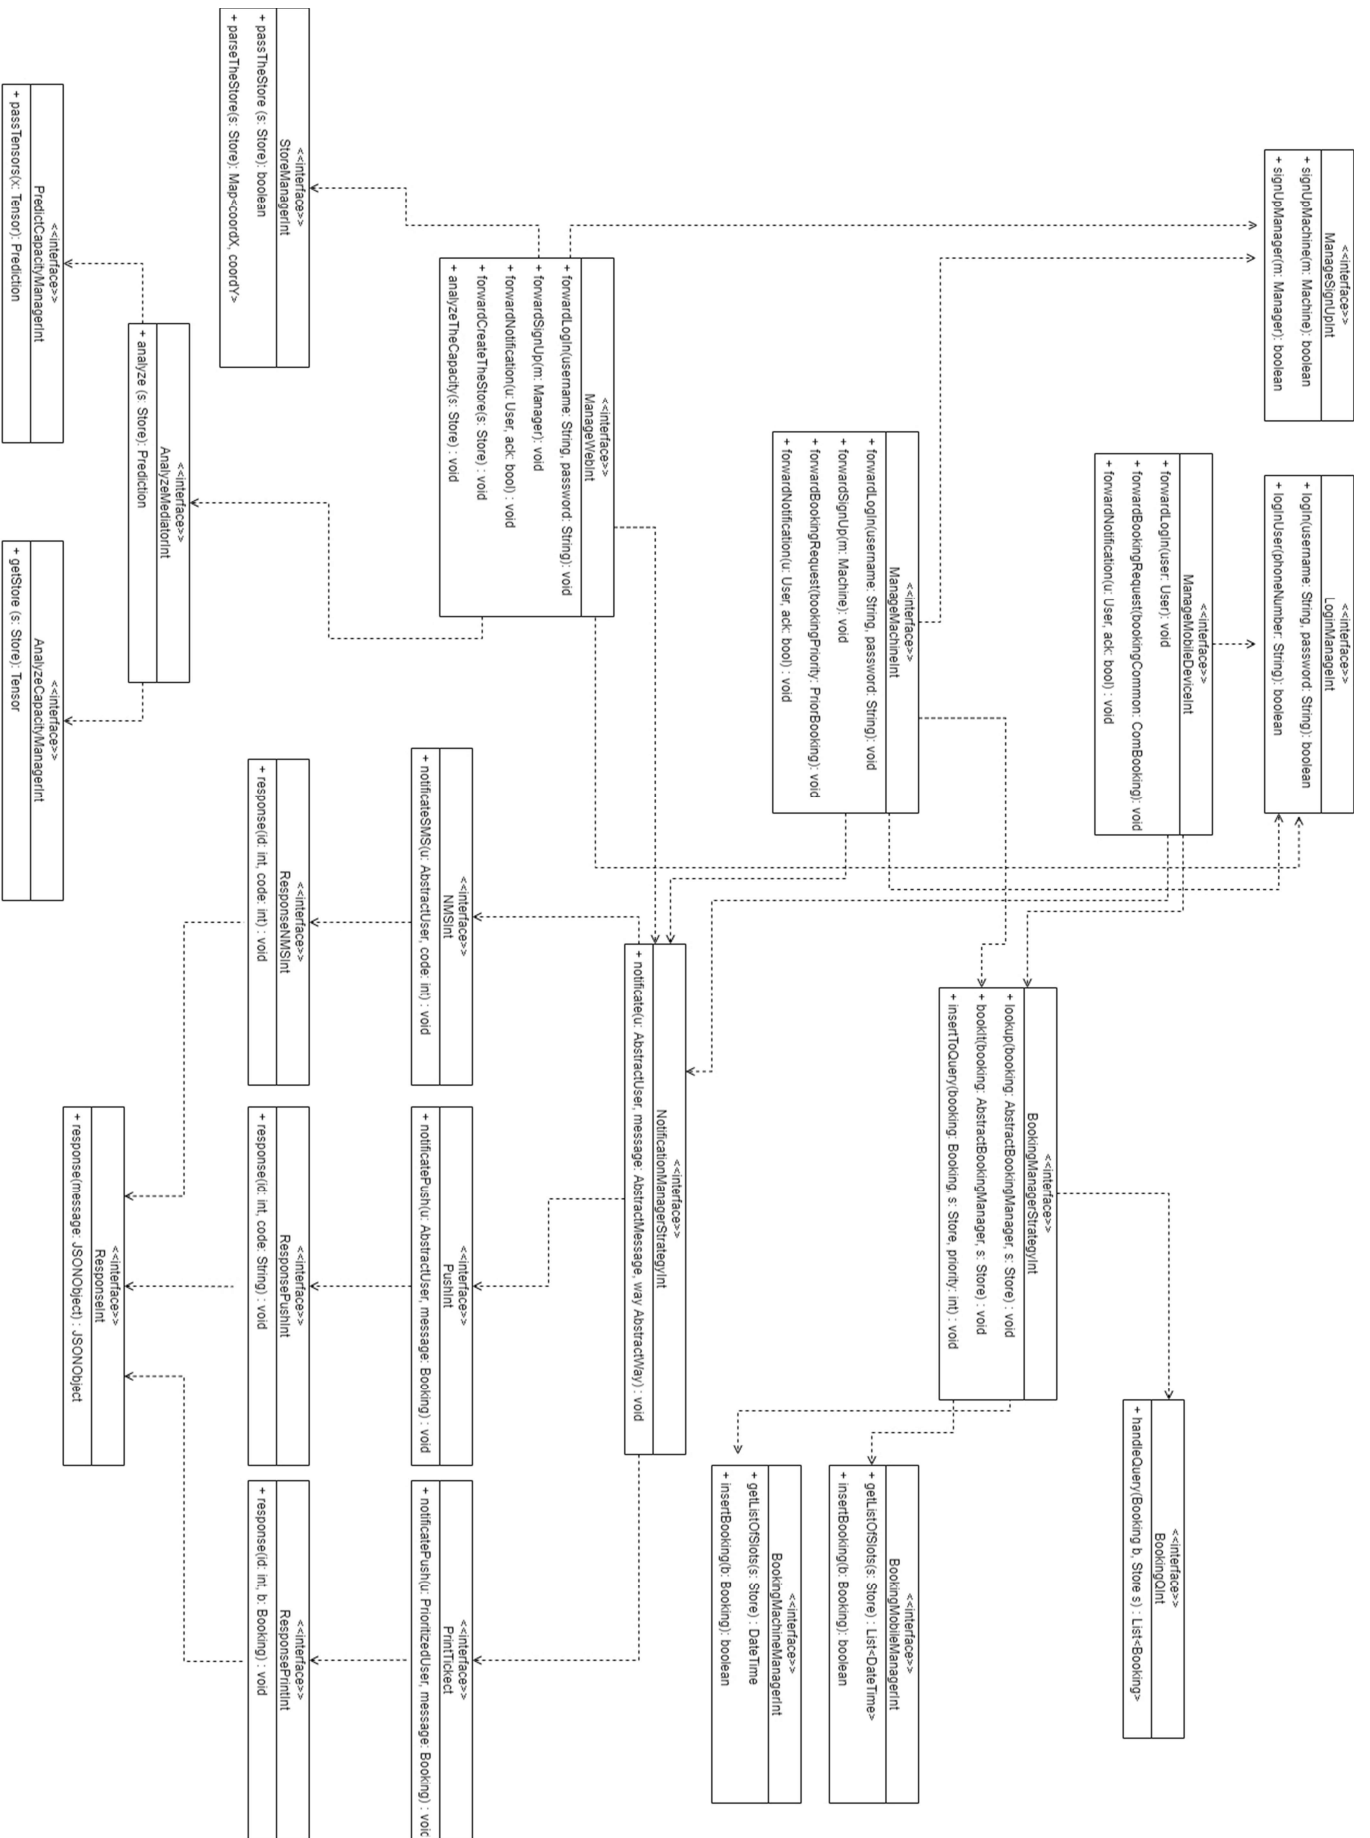 <<interface>>
ManageSignUpInt
+ signUpMachine(m: Machine): boolean
+ signUpManager(m: Manager): boolean
<<interface>>
LoginManageInt
+ logIn(username: String, password: String): boolean
+ logInUser(phoneNumber: String): boolean
<<interface>>
ManageMobileDeviceInt
+ forwardLogIn(user: User): void
+ forwardBookingRequest(bookingCommon: ComBooking): void
+ forwardNotification(u: User, ack: bool) : void
<<interface>>
BookingQInt
+ handleQuery(Booking b, Store s) : List<Booking>
<<interface>>
BookingManagerStrategyInt
+ lookup(booking: AbstractBookingManager, s: Store) : void
+ bookIt(booking: AbstractBookingManager, s: Store) : void
+ insertToQuery(booking: Booking, s: Store, priority: int) : void
<<interface>>
ManageMachineInt
+ forwardLogIn(username: String, password: String): void
+ forwardSignUp(m: Machine): void
+ forwardBookingRequest(bookingPriority: PriorBooking): void
+ forwardNotification(u: User, ack: bool) : void
<<interface>>
BookingMobileManagerInt
+ getListOfSlots(s: Store) : List<DateTime>
+ insertBooking(b: Booking): boolean
<<interface>>
BookingMachineManagerInt
+ getListOfSlots(s: Store) : DateTime
+ insertBooking(b: Booking): boolean
<<interface>>
NotificationManagerStrategyInt
+ notificate(u: AbstractUser, message: AbstractMessage, way AbstractWay) : void
<<interface>>
ManageWebInt
+ forwardLogIn(username: String, password: String): void
+ forwardSignUp(m: Manager): void
+ forwardNotification(u: User, ack: bool) : void
+ forwardCreateTheStore(s: Store) : void
+ analyzeTheCapacity(s: Store) : void
<<interface>>
NMSInt
+ notificateSMS(u: AbstractUser, code: int) : void
<<interface>>
PushInt
+ notificatePush(u: AbstractUser, message: Booking) : void
<<interface>>
PrintTickect
+ notificatePush(u: PrioritizedUser, message: Booking) : void
<<interface>>
StoreManagerInt
+ passTheStore (s: Store): boolean
+ parseTheStore(s: Store): Map<coordX, coordY>
<<interface>>
ResponseNMSInt
+ response(id: int, code: int) : void
<<interface>>
ResponsePushInt
+ response(id: int, code: String) : void
<<interface>>
ResponsePrintInt
+ response(id: int, b: Booking) : void
<<interface>>
AnalyzeMediatorInt
+ analyze (s: Store): Prediction
<<interface>>
ResponseInt
+ response(message: JSONObject) : JSONObject
<<interface>>
PredictCapacityManagerInt
+ passTensors(x: Tensor): Prediction
<<interface>>
AnalyzeCapacityManagerInt
+ getStore (s: Store): Tensor